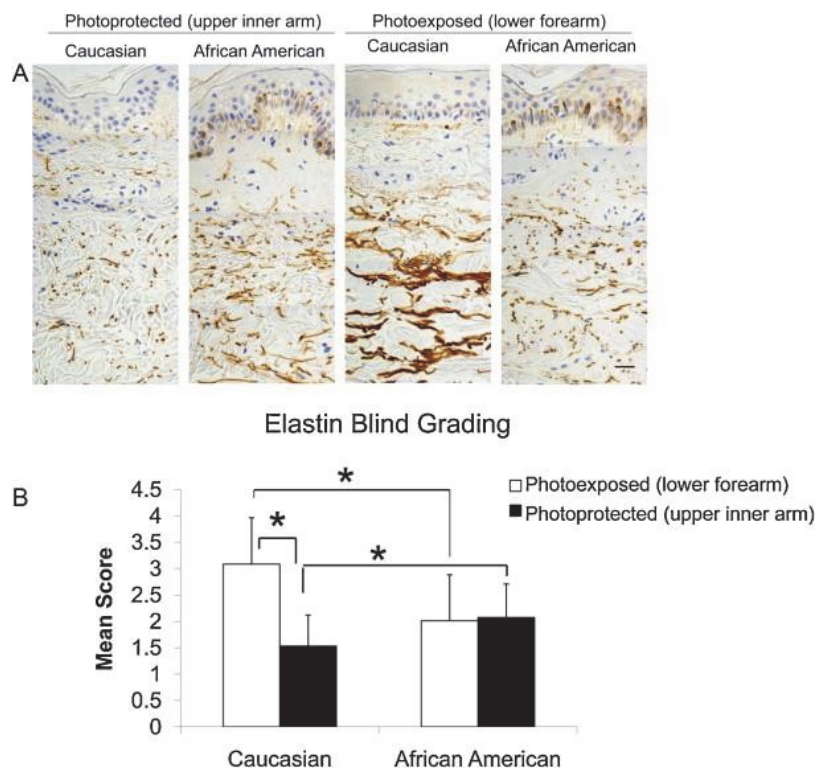 Photoprotected (upper inner arm) Photoexposed (lower forearm)
Caucasian African American Caucasian African American
A
Elastin Blind Grading
B
4.5
4
3.5
3
2.5
2
1.5
1
0.5
0
Mean Score
*
*
*
Photoexposed (lower forearm)
Photoprotected (upper inner arm)
Caucasian African American